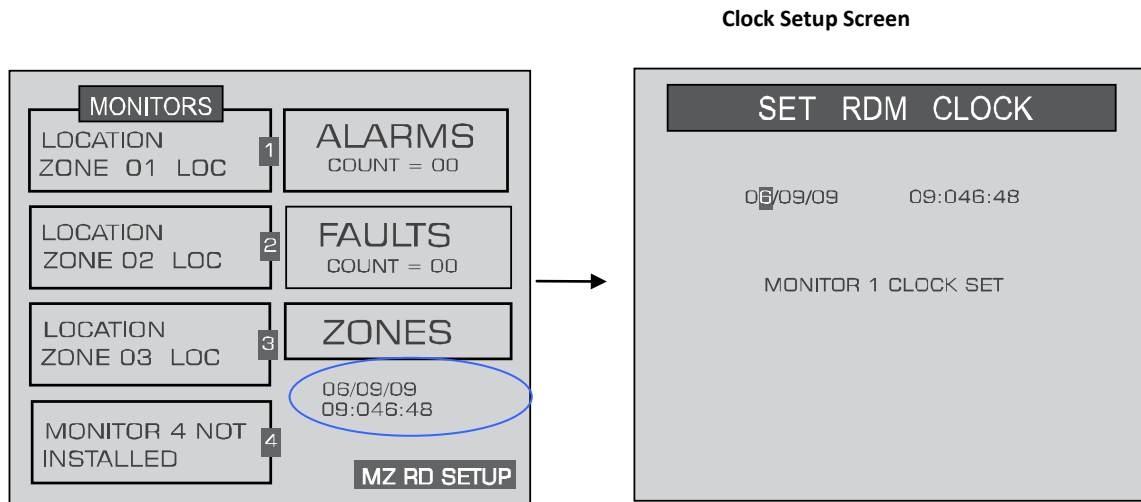 Clock Setup Screen
MONITORS
LOCATION
ZONE 01 LOC
1
ALARMS
COUNT = 00
LOCATION
ZONE 02 LOC
2
FAULTS
COUNT = 00
LOCATION
ZONE 03 LOC
3
ZONES
06/09/09
09:046:48
MONITOR 4 NOT
INSTALLED
4
MZ RD SETUP
SET RDM CLOCK
06/09/09 09:046:48
MONITOR 1 CLOCK SET